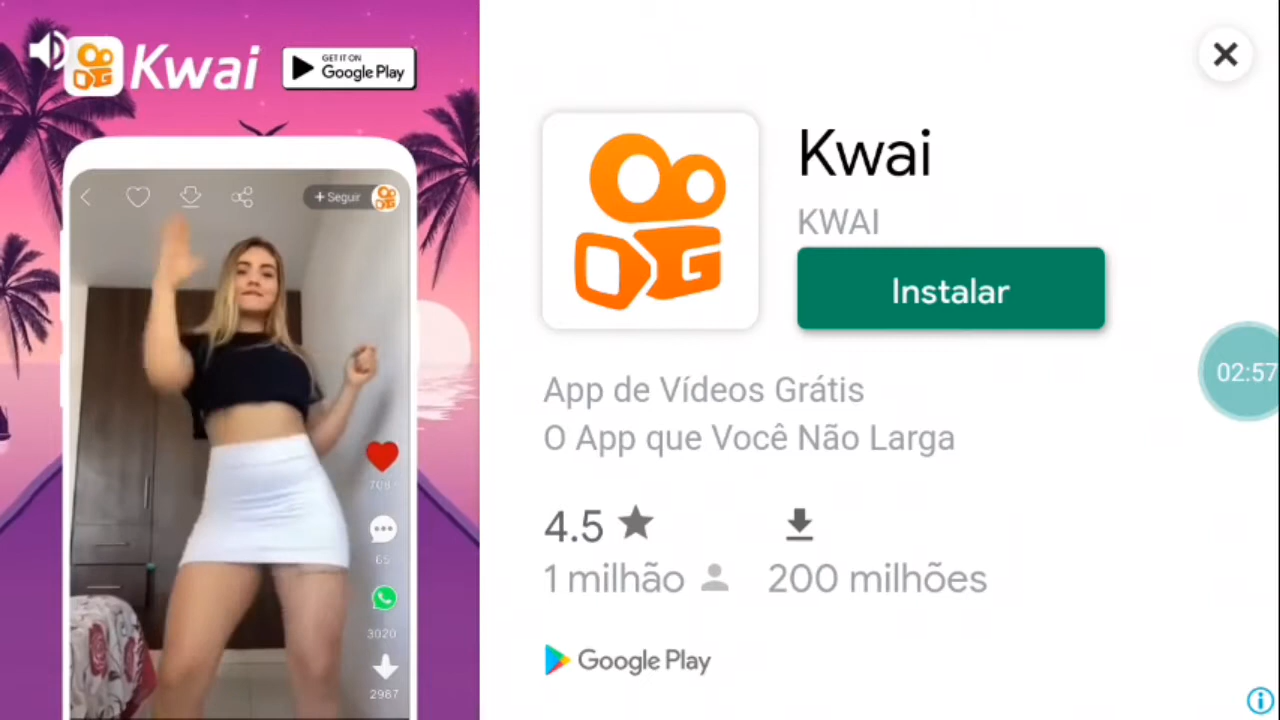 Kwai
GET IT ON
Google Play
+ Seguir
65
3020
2987
Kwai
KWAI
Instalar
App de Vídeos Grátis
O App que Você Não Larga
4.5
1 milhão
200 milhões
Google Play
02:57